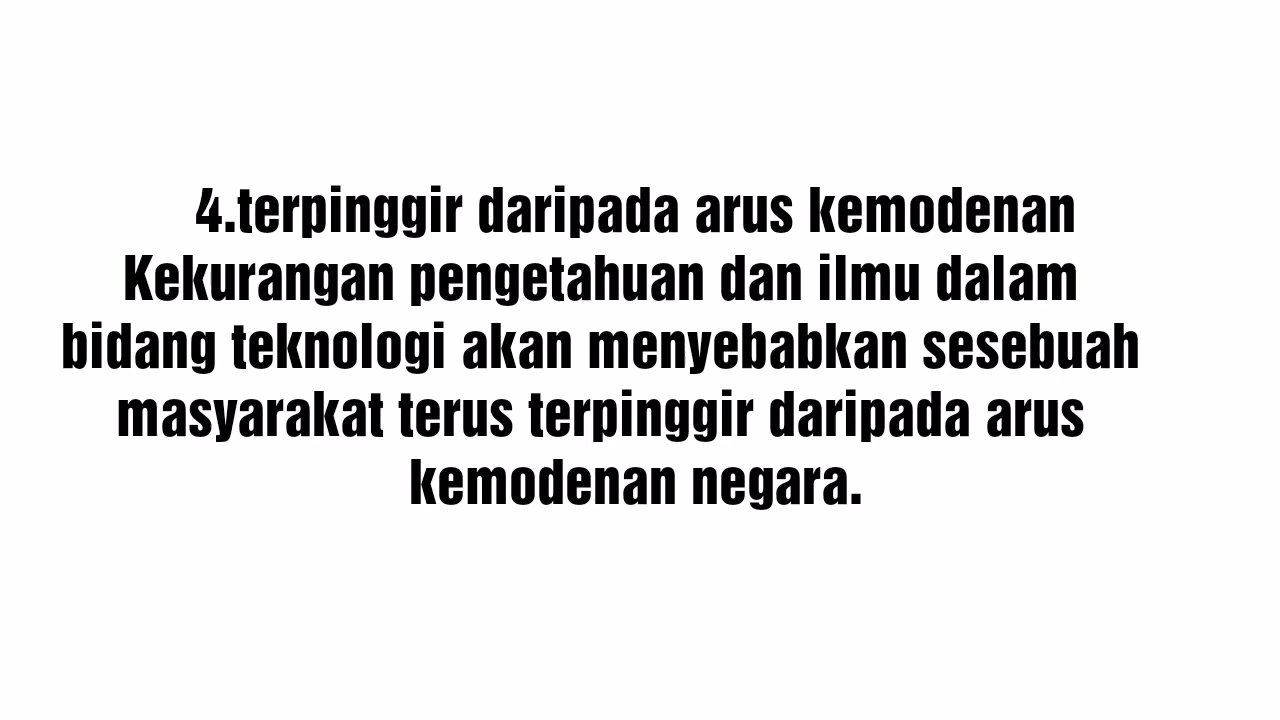 4.terpinggir daripada arus kemodenan
Kekurangan pengetahuan dan ilmu dalam
bidang teknologi akan menyebabkan sesebuah
masyarakat terus terpinggir daripada arus
kemodenan negara.